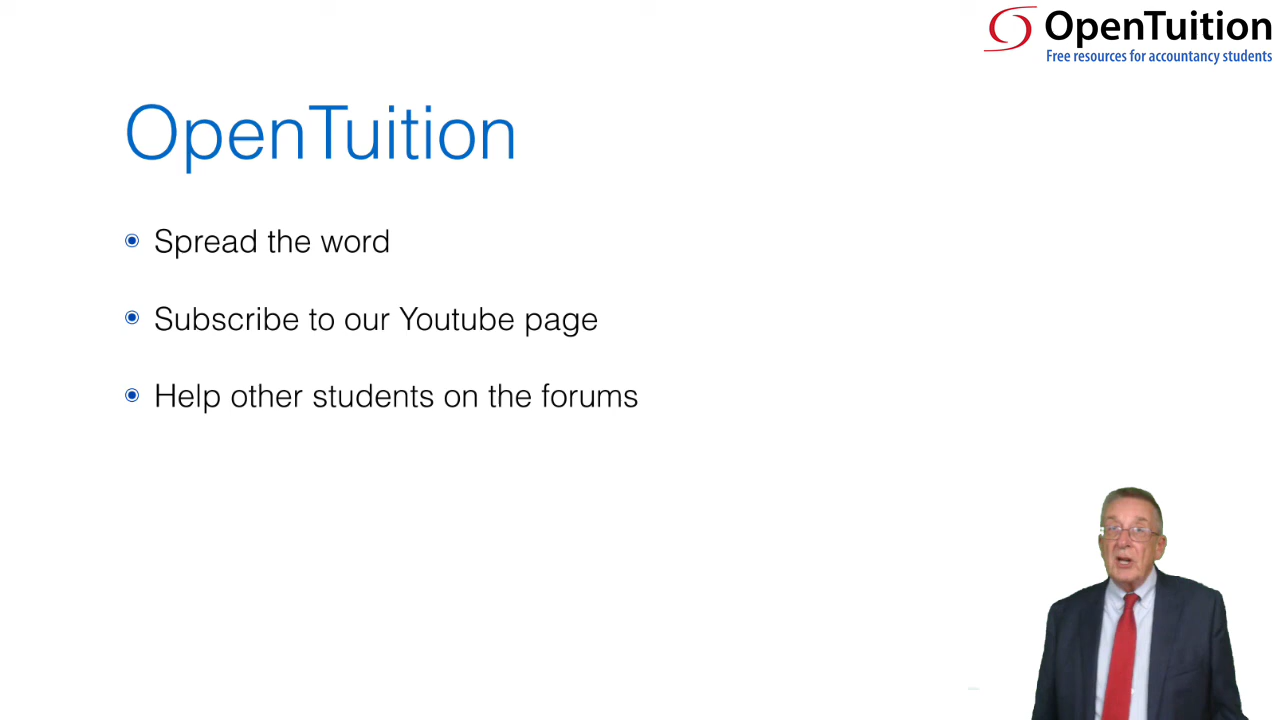 OpenTuition
Free resources for accountancy students
OpenTuition
Spread the word
Subscribe to our Youtube page
Help other students on the forums